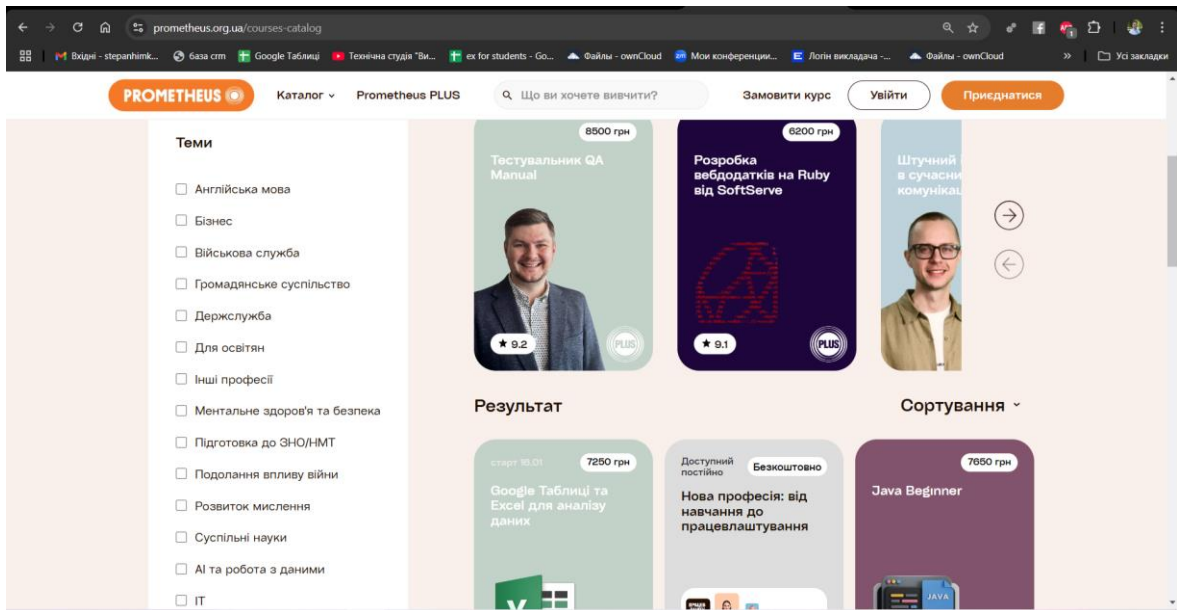 prometheus.org.ua/courses-catalog
Вхідні - stepanhimk...
база crm
Google Таблиці
Технічна студія "Ви...
ex for students - Go...
Файлы - ownCloud
Мои конференции...
Логін викладача -...
Файлы - ownCloud
»
Усі закладки
PROMETHEUS
Каталог
Prometheus PLUS
Що ви хочете вивчити?
Замовити курс
Увійти
Приєднатися
Теми
Англійська мова
Бізнес
Військова служба
Громадянське суспільство
Держслужба
Для освітян
Інші професії
Ментальне здоров'я та безпека
Підготовка до ЗНО/НМТ
Подолання впливу війни
Розвиток мислення
Суспільні науки
AI та робота з даними
IT
8500 грн
Тестувальник QA
Manual
★ 9.2
PLUS
6200 грн
Розробка
вебдодатків на Ruby
від SoftServe
★ 9.1
PLUS
Штучний
в сучасни
комунікац
Результат
Сортування
старт 16.01
7250 грн
Google Таблиці та
Excel для аналізу
даних
Доступний
постійно
Безкоштовно
Нова професія: від
навчання до
працевлаштування
7650 грн
Java Beginner
JAVA